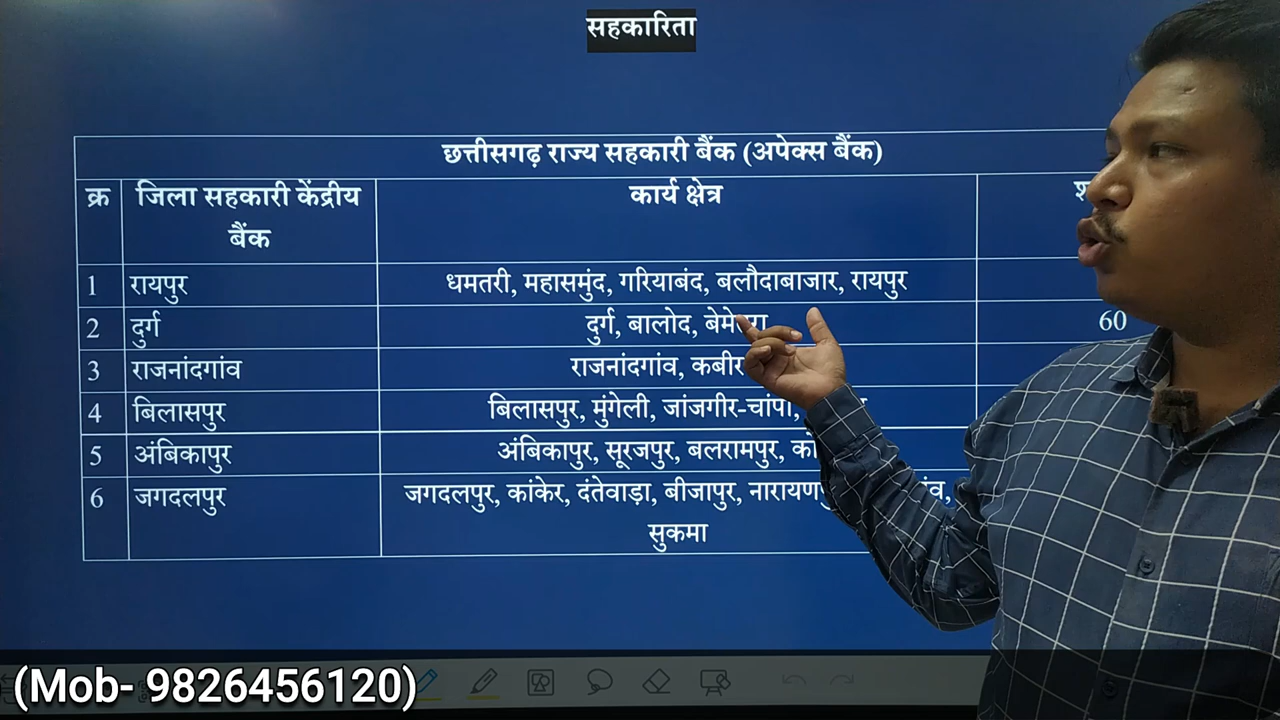 सहकारिता
छत्तीसगढ़ राज्य सहकारी बैंक (अपेक्स बैंक)
क्र जिला सहकारी केंद्रीय बैंक कार्य क्षेत्र
1 रायपुर धमतरी, महासमुंद, गरियाबंद, बलौदाबाजार, रायपुर
2 दुर्ग दुर्ग, बालोद, 60
3 राजनांदगांव राजनांदगांव,
4 बिलासपुर बिलासपुर, मुंगेली, जांजगीर-चांपा,
5 अंबिकापुर अंबिकापुर, सूरजपुर, बलरामपुर,
6 जगदलपुर जगदलपुर, कांकेर, दंतेवाड़ा, बीजापुर,
सुकमा
(Mob- 9826456120)